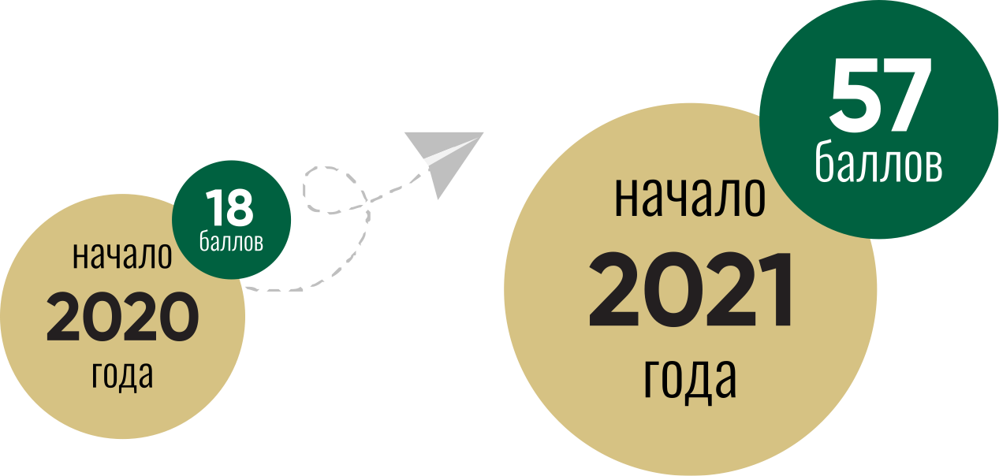 18
баллов
начало
2020
года
57
баллов
начало
2021
года